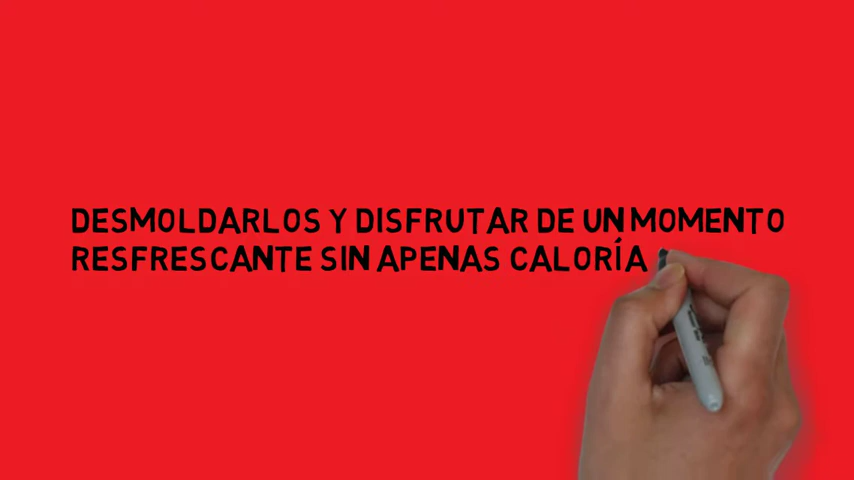 DESMOLDARLOS Y DISFRUTAR DE UN MOMENTO
RESFRESCANTE SIN APENAS CALORÍA